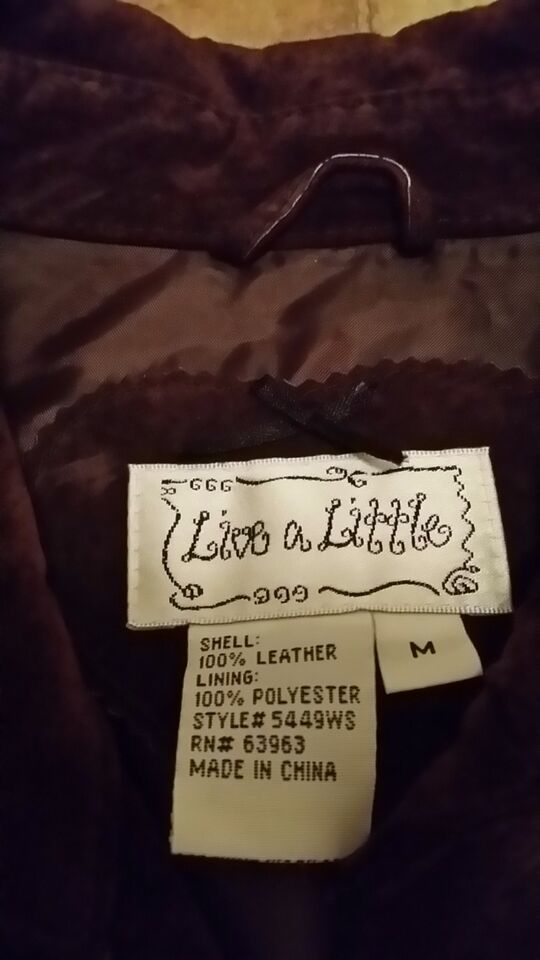 Live a Little
SHELL:
100% LEATHER
LINING:
100% POLYESTER
STYLE# 5449WS
RN# 63963
MADE IN CHINA
M